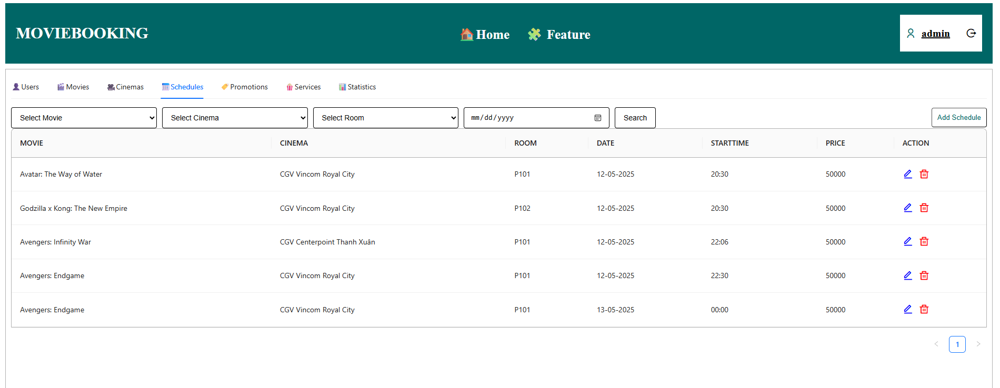 MOVIEBOOKING
Home Feature
admin
Users Movies Cinemas Schedules Promotions Services Statistics
Select Movie Select Cinema Select Room mm/dd/yyyy Search Add Schedule
MOVIE CINEMA ROOM DATE STARTTIME PRICE ACTION
Avatar: The Way of Water CGV Vincom Royal City P101 12-05-2025 20:30 50000
Godzilla x Kong: The New Empire CGV Vincom Royal City P102 12-05-2025 20:30 50000
Avengers: Infinity War CGV Centerpoint Thanh Xuân P101 12-05-2025 22:06 50000
Avengers: Endgame CGV Vincom Royal City P101 12-05-2025 22:30 50000
Avengers: Endgame CGV Vincom Royal City P101 13-05-2025 00:00 50000
< 1 >